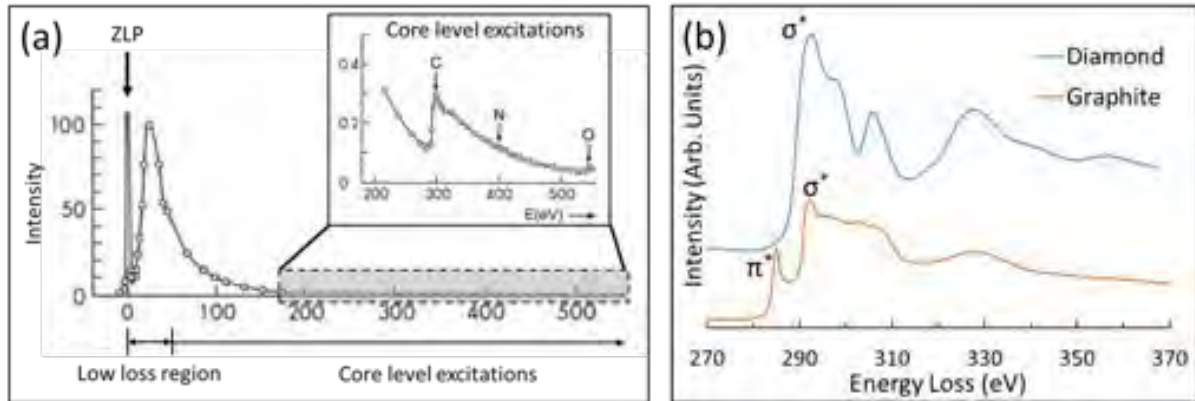 (a)
ZLP
Core level excitations
0.4
0.2
0
C
N
O
200
300
400
500
E(eV)
Intensity
100
50
0
0
100
200
300
400
500
Low loss region
Core level excitations
(b)
σ*
Diamond
Graphite
σ*
π*
Intensity (Arb. Units)
270
290
310
330
350
370
Energy Loss (eV)